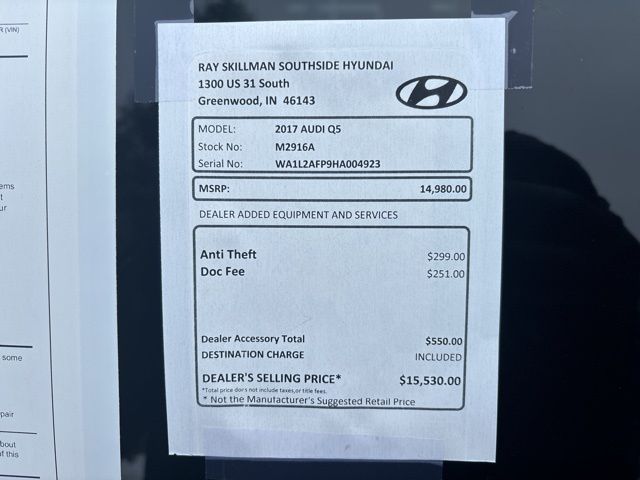 RAY SKILLMAN SOUTHSIDE HYUNDAI
1300 US 31 South
Greenwood, IN 46143
MODEL: 2017 AUDI Q5
Stock No: M2916A
Serial No: WA1L2AFP9HA004923
MSRP: 14,980.00
DEALER ADDED EQUIPMENT AND SERVICES
Anti Theft $299.00
Doc Fee $251.00
Dealer Accessory Total $550.00
DESTINATION CHARGE INCLUDED
DEALER'S SELLING PRICE* $15,530.00
*Total price dors not include taxes,or title fees.
* Not the Manufacturer's Suggested Retail Price
(VIN)
some